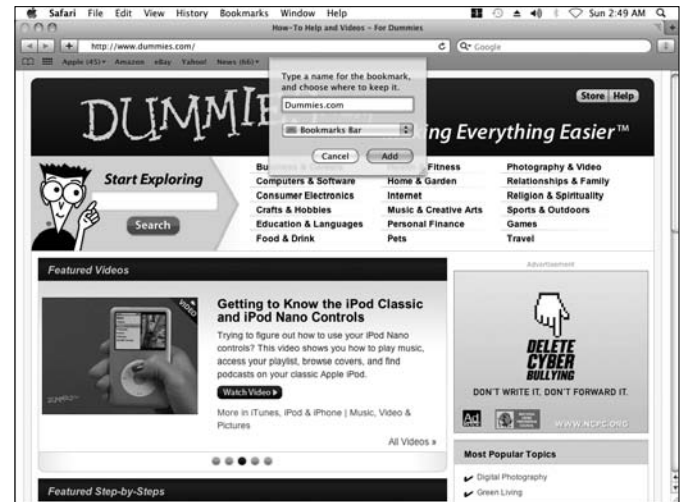 Safari File Edit View History Bookmarks Window Help Sun 2:49 AM
How-To Help and Videos – For Dummies
http://www.dummies.com/
Google
Apple (45) Amazon eBay Yahoo! News (66)
Type a name for the bookmark,
and choose where to keep it.
Dummies.com
Bookmarks Bar
Cancel Add
Store Help
Everything Easier™
Start Exploring
Search
Fitness
Photography & Video
Computers & Software
Home & Garden
Relationships & Family
Consumer Electronics
Internet
Religion & Spirituality
Crafts & Hobbies
Music & Creative Arts
Sports & Outdoors
Education & Languages
Personal Finance
Games
Food & Drink
Pets
Travel
Featured Videos
VIDEO
Getting to Know the iPod Classic
and iPod Nano Controls
Trying to figure out how to use your iPod Nano
controls? This video shows you how to play music,
access your playlist, browse covers, and find
podcasts on your classic Apple iPod.
Watch Video
More in iTunes, iPod & iPhone | Music, Video &
Pictures
All Videos »
Featured Step-by-Steps
Advertisement
DELETE
CYBER
BULLYING
DON'T WRITE IT. DON'T FORWARD IT.
Ad
WWW.NCPC.ORG
Most Popular Topics
Digital Photography
Green Living